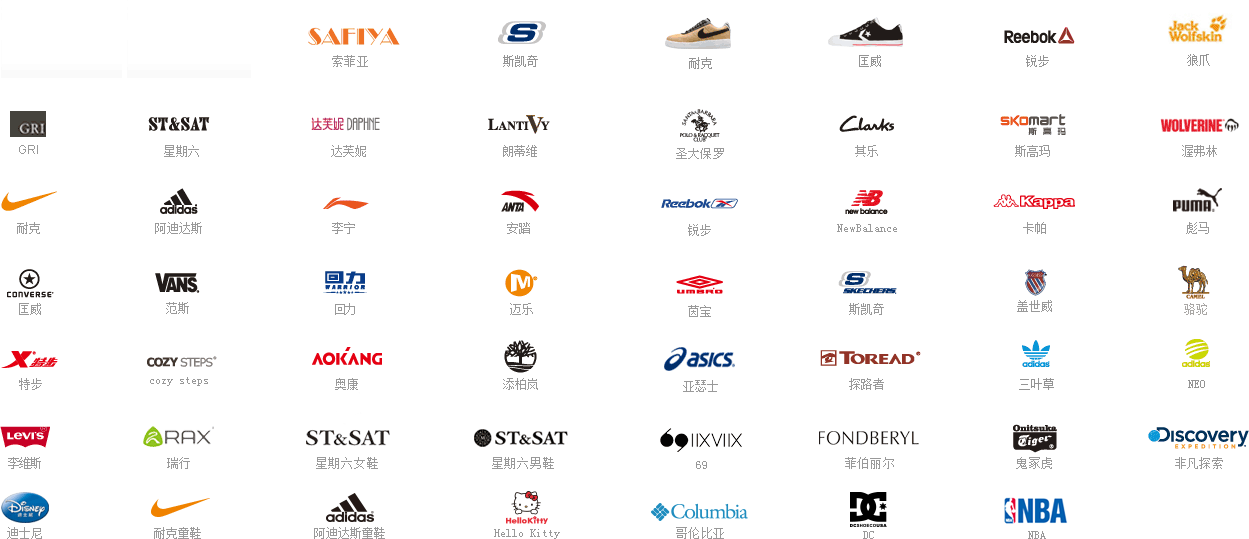 SAFIYA
S
Reebok
Jack Wolfskin
索菲亚
斯凯奇
耐克
匡威
锐步
狼爪
GRI
ST&SAT
达芙妮 DAPHNE
LANTIVY
SANTA BARBARA
POLO & RACQUET
CLUB
Clarks
skomart
斯高玛
WOLVERINE
GRI
星期六
达芙妮
朗蒂维
圣大保罗
其乐
斯高玛
渥弗林
adidas
ANTA
Reebok
new balance
Kappa
PUMA
耐克
阿迪达斯
李宁
安踏
锐步
NewBalance
卡帕
彪马
CONVERSE
VANS
回力
WARRIOR
M
umbro
S
SKECHERS
CAMEL
匡威
范斯
回力
迈乐
茵宝
斯凯奇
盖世威
骆驼
X特步
COZY STEPS
AOKANG
asics
TOREAD
adidas
adidas
特步
cozy steps
奥康
添柏岚
亚瑟士
探路者
三叶草
NEO
LEVI'S
RAX
ST&SAT
ST&SAT
69 IIXVIIX
FONDBERYL
Onitsuka
Tiger
Discovery
EXPEDITION
李维斯
瑞行
星期六女鞋
星期六男鞋
69
菲伯丽尔
鬼冢虎
非凡探索
Disney
adidas
HelloKitty
Columbia
DC
DCSHOECOUSA
NBA
迪士尼
耐克童鞋
阿迪达斯童鞋
Hello Kitty
哥伦比亚
DC
NBA